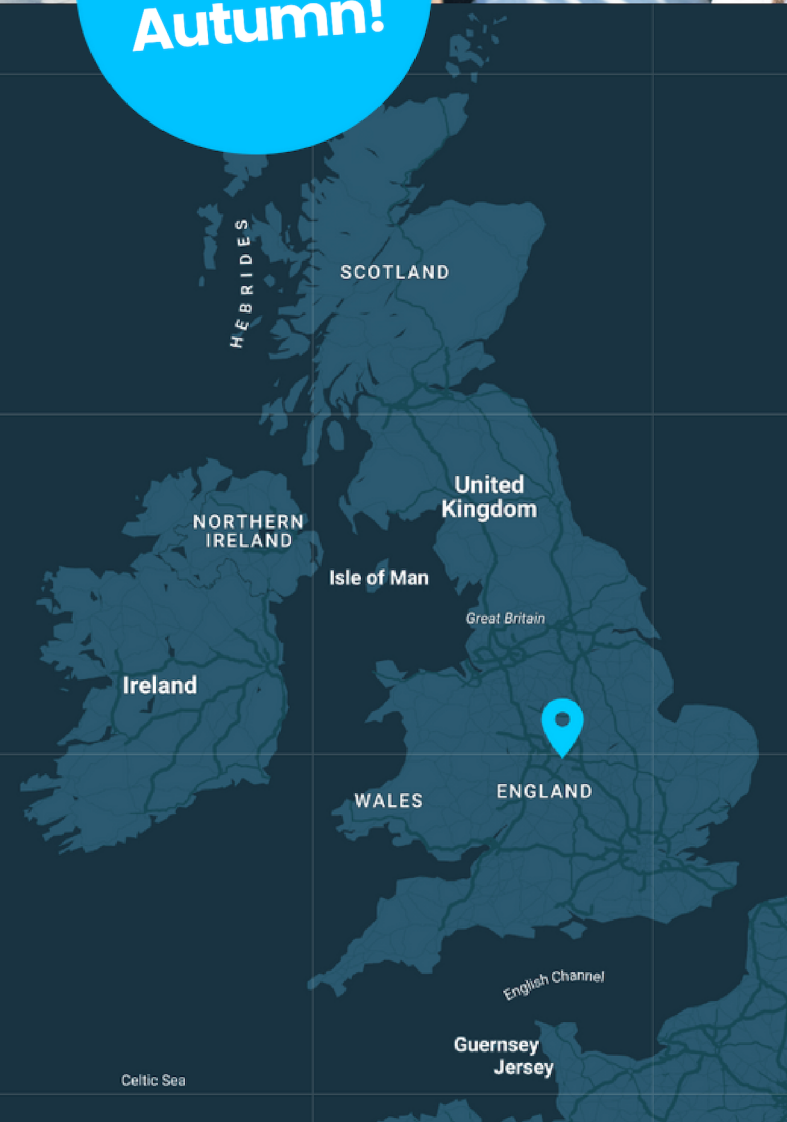 Autumn!
HEBRIDES
SCOTLAND
United
Kingdom
NORTHERN
IRELAND
Isle of Man
Great Britain
Ireland
ENGLAND
WALES
English Channel
Guernsey
Jersey
Celtic Sea